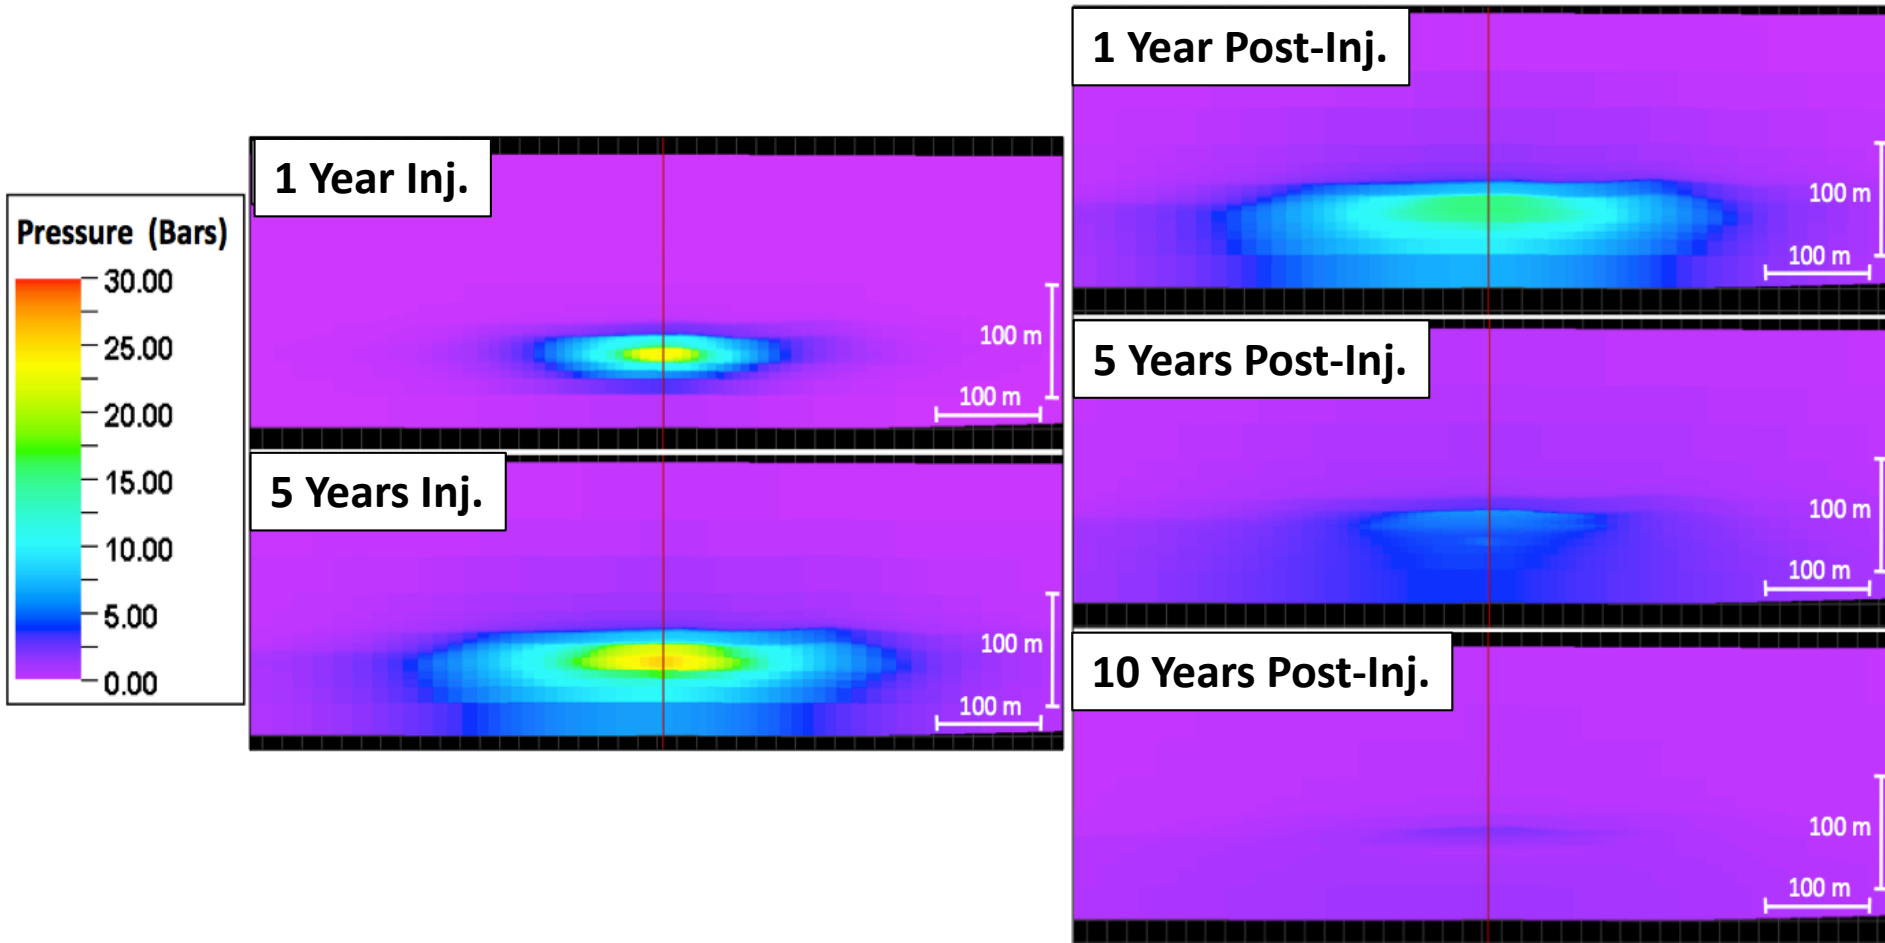 Pressure (Bars)
30.00
25.00
20.00
15.00
10.00
5.00
0.00
1 Year Inj.
100 m
100 m
5 Years Inj.
100 m
100 m
1 Year Post-Inj.
100 m
100 m
5 Years Post-Inj.
100 m
100 m
10 Years Post-Inj.
100 m
100 m